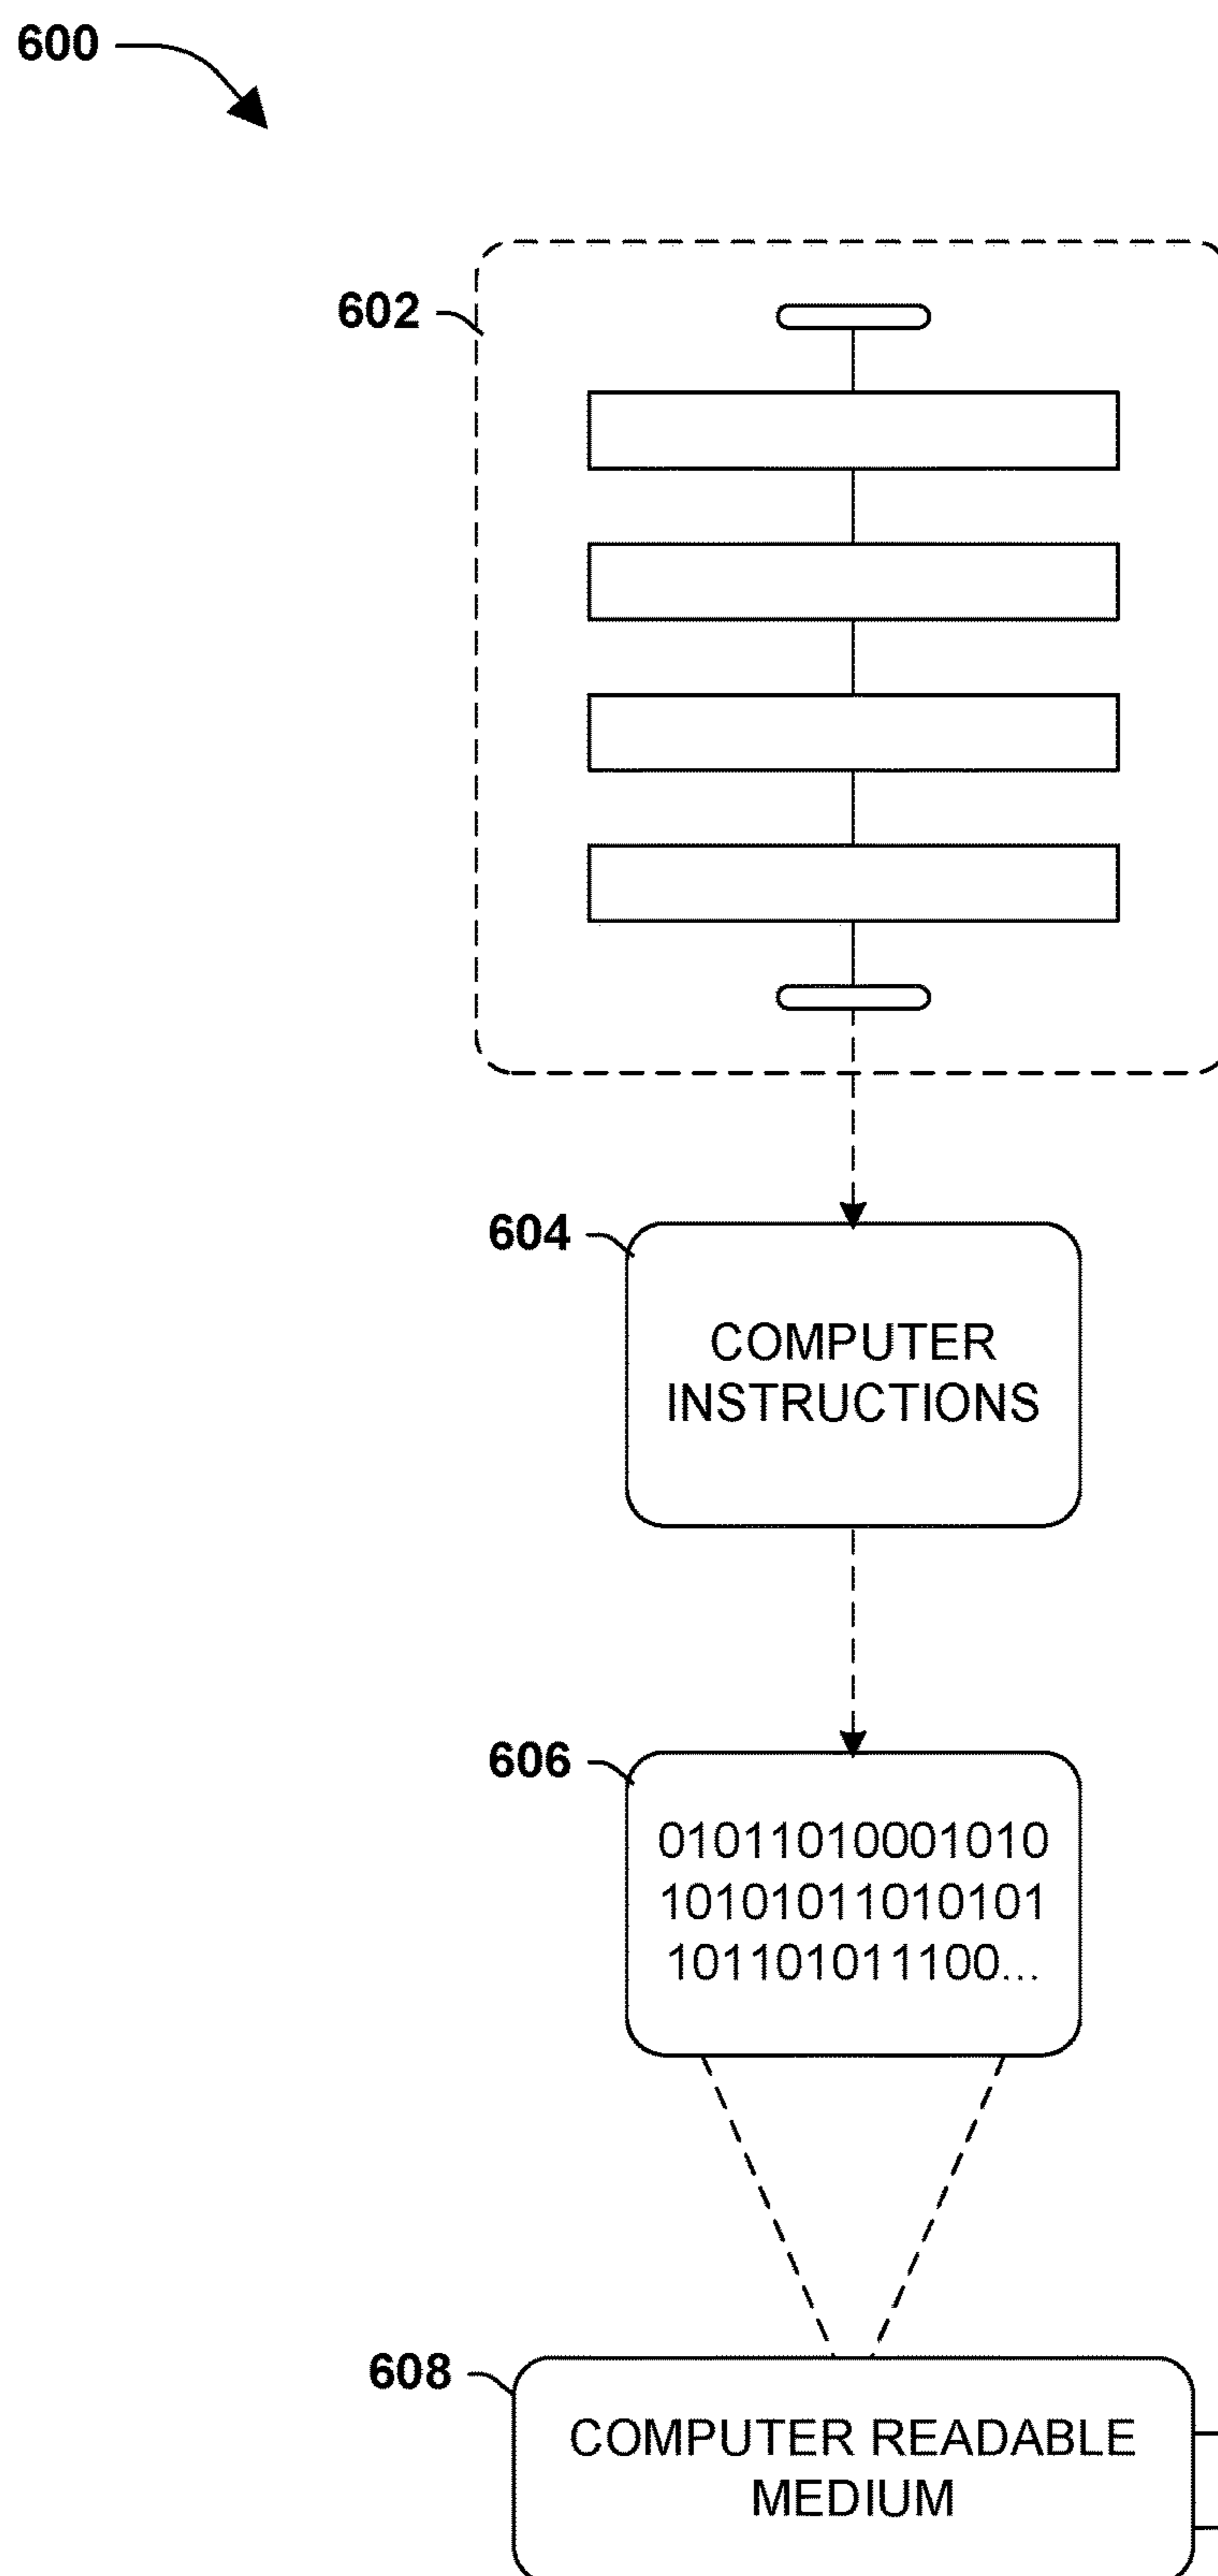 600
602
604
COMPUTER
INSTRUCTIONS
606
01011010001010
10101011010101
101101011100...
608
COMPUTER READABLE
MEDIUM